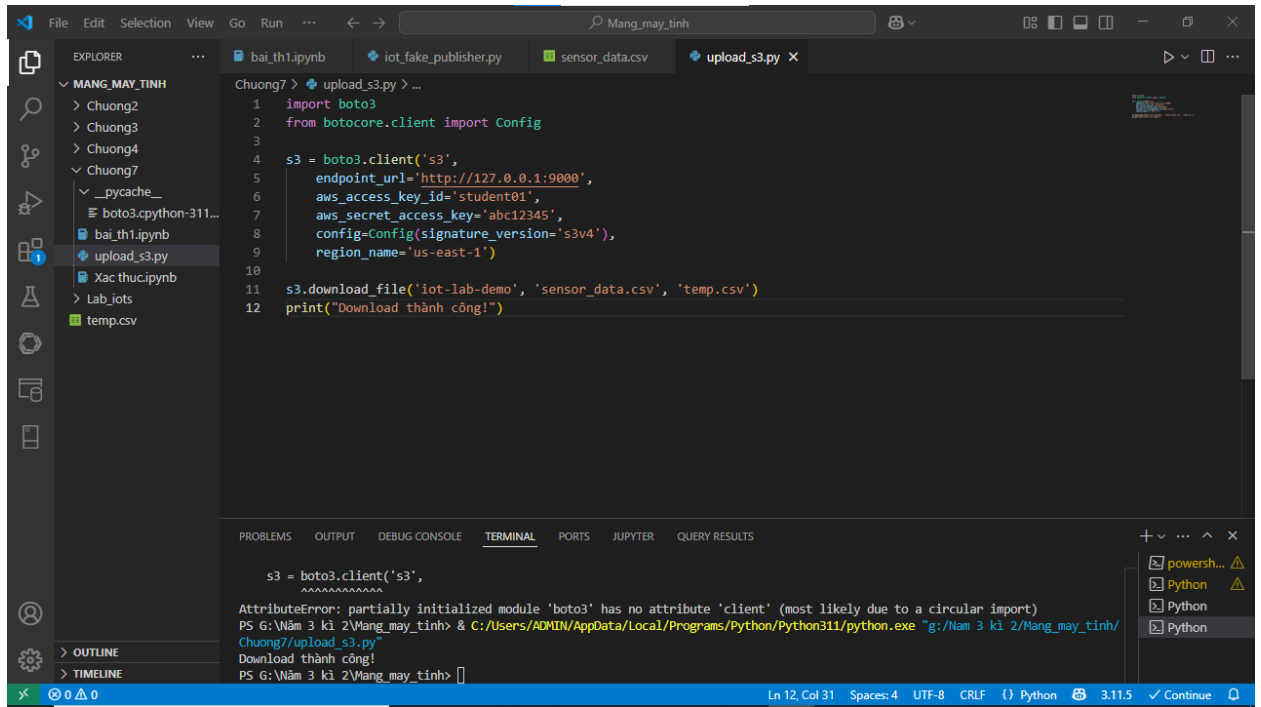 File Edit Selection View Go Run ··· ← → Mang_may_tinh
EXPLORER ···
MANG_MAY_TINH
> Chuong2
> Chuong3
> Chuong4
Chuong7
__pycache__
boto3.cpython-311...
bai_th1.ipynb
upload_s3.py
Xac thuc.ipynb
> Lab_iots
temp.csv
> OUTLINE
> TIMELINE
1
bai_th1.ipynb iot_fake_publisher.py sensor_data.csv upload_s3.py ×
Chuong7 > upload_s3.py > ...
1 import boto3
2 from botocore.client import Config
3
4 s3 = boto3.client('s3',
5     endpoint_url='http://127.0.0.1:9000',
6     aws_access_key_id='student01',
7     aws_secret_access_key='abc12345',
8     config=Config(signature_version='s3v4'),
9     region_name='us-east-1')
10
11 s3.download_file('iot-lab-demo', 'sensor_data.csv', 'temp.csv')
12 print("Download thành công!")
PROBLEMS OUTPUT DEBUG CONSOLE TERMINAL PORTS JUPYTER QUERY RESULTS
s3 = boto3.client('s3',
^^^^^^^^^^^^
AttributeError: partially initialized module 'boto3' has no attribute 'client' (most likely due to a circular import)
PS G:\Năm 3 kì 2\Mang_may_tinh> & C:/Users/ADMIN/AppData/Local/Programs/Python/Python311/python.exe "g:/Nam 3 kì 2/Mang_may_tinh/
Chuong7/upload_s3.py"
Download thành công!
PS G:\Năm 3 kì 2\Mang_may_tinh>
powersh...
Python
Python
Python
0 0 Ln 12, Col 31 Spaces: 4 UTF-8 CRLF {} Python 3.11.5 ✓ Continue